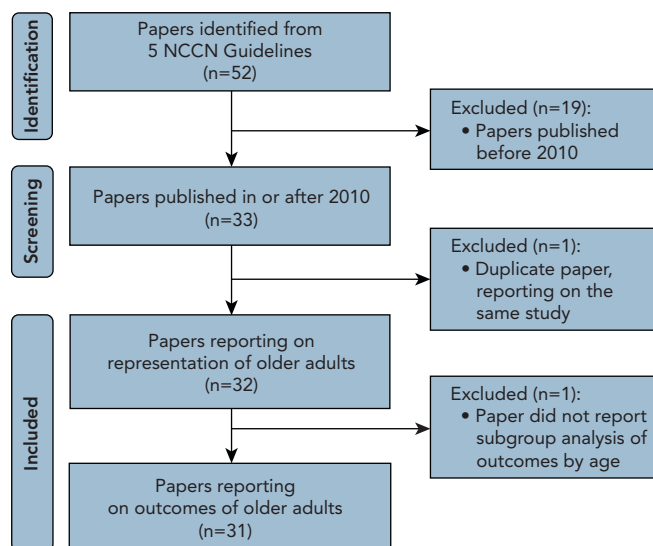 Identification
Papers identified from
5 NCCN Guidelines
(n=52)
Excluded (n=19):
• Papers published
before 2010
Screening
Papers published in or after 2010
(n=33)
Excluded (n=1):
• Duplicate paper,
reporting on the
same study
Included
Papers reporting on
representation of older adults
(n=32)
Excluded (n=1):
• Paper did not report
subgroup analysis of
outcomes by age
Papers reporting
on outcomes of older adults
(n=31)